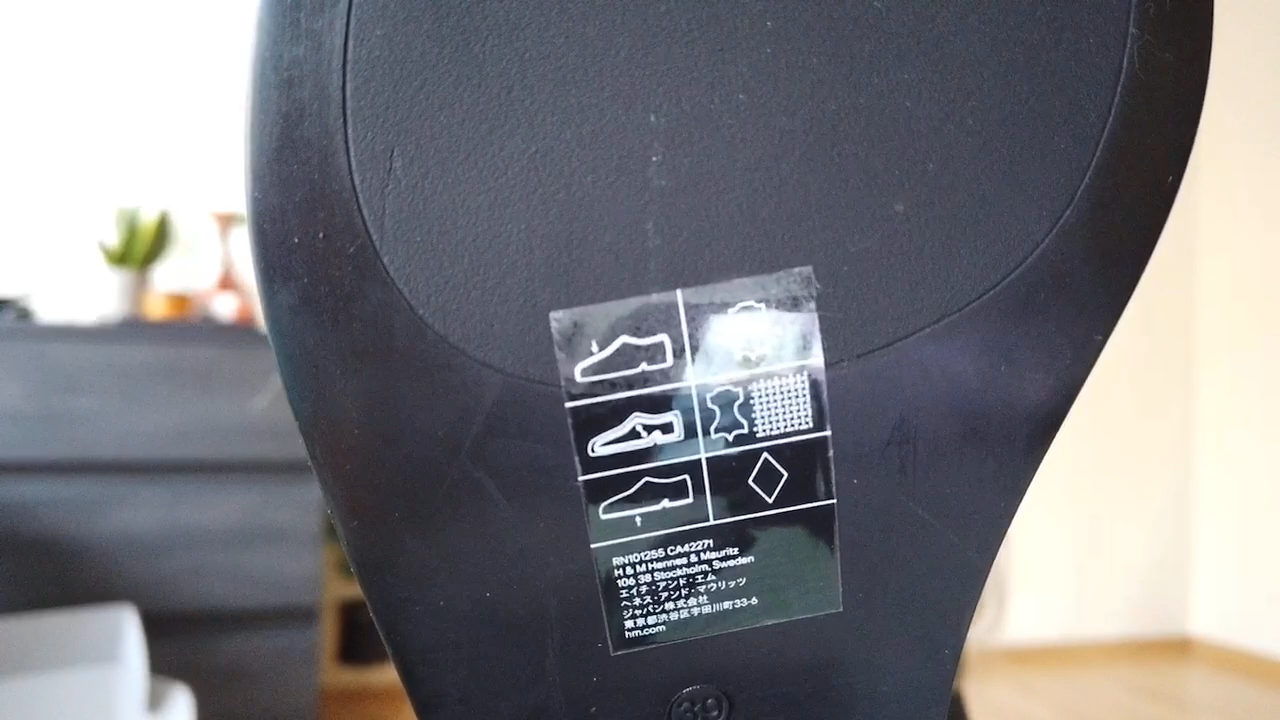 RN101255 CA42271
H & M Hennes & Mauritz
106 38 Stockholm, Sweden
エイチ・アンド・エム
ヘネス・アンド・マウリッツ
ジャパン株式会社
東京都渋谷区宇田川町33-6
hm.com
39